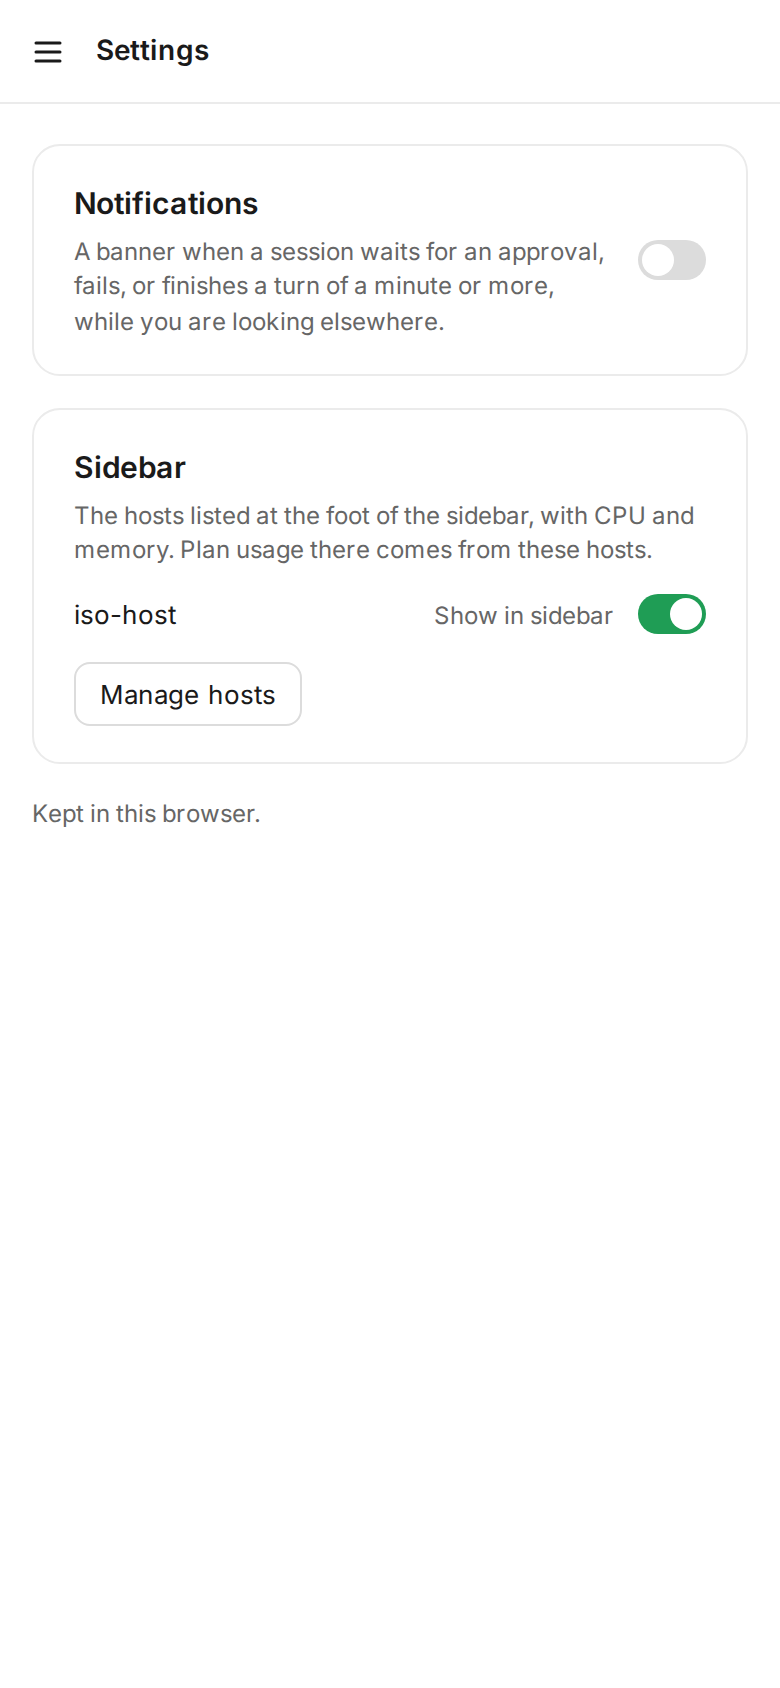 Settings
Notifications
A banner when a session waits for an approval,
fails, or finishes a turn of a minute or more,
while you are looking elsewhere.
Sidebar
The hosts listed at the foot of the sidebar, with CPU and
memory. Plan usage there comes from these hosts.
iso-host Show in sidebar
Manage hosts
Kept in this browser.